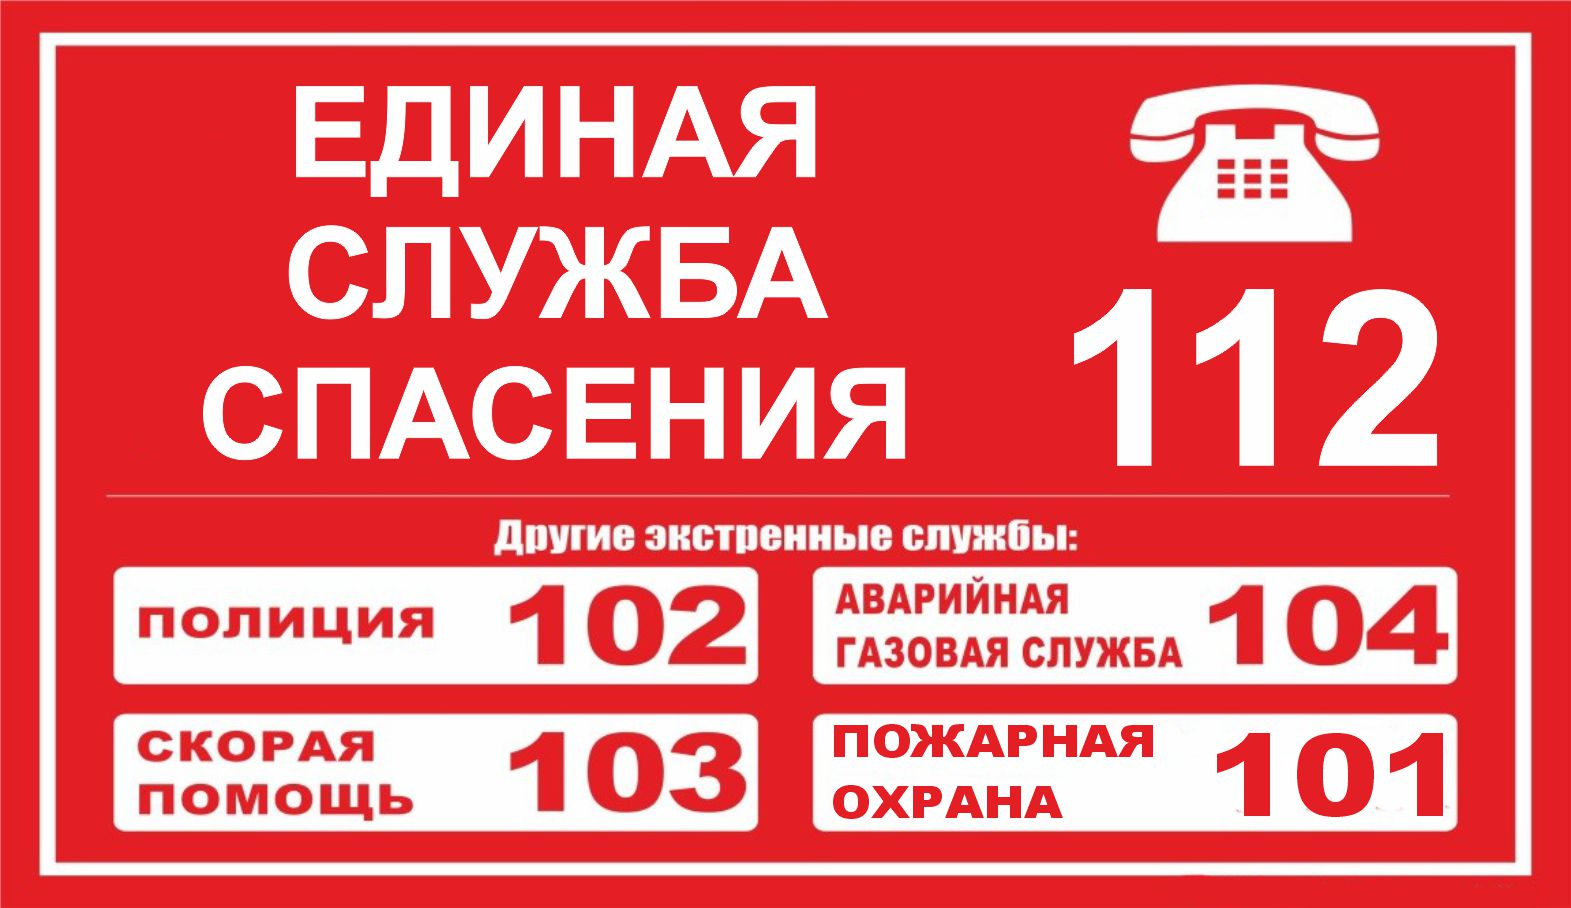 ЕДИНАЯ
СЛУЖБА
СПАСЕНИЯ
112
Другие экстренные службы:
ПОЛИЦИЯ 102
АВАРИЙНАЯ
ГАЗОВАЯ СЛУЖБА 104
СКОРАЯ
ПОМОЩЬ 103
ПОЖАРНАЯ
ОХРАНА 101